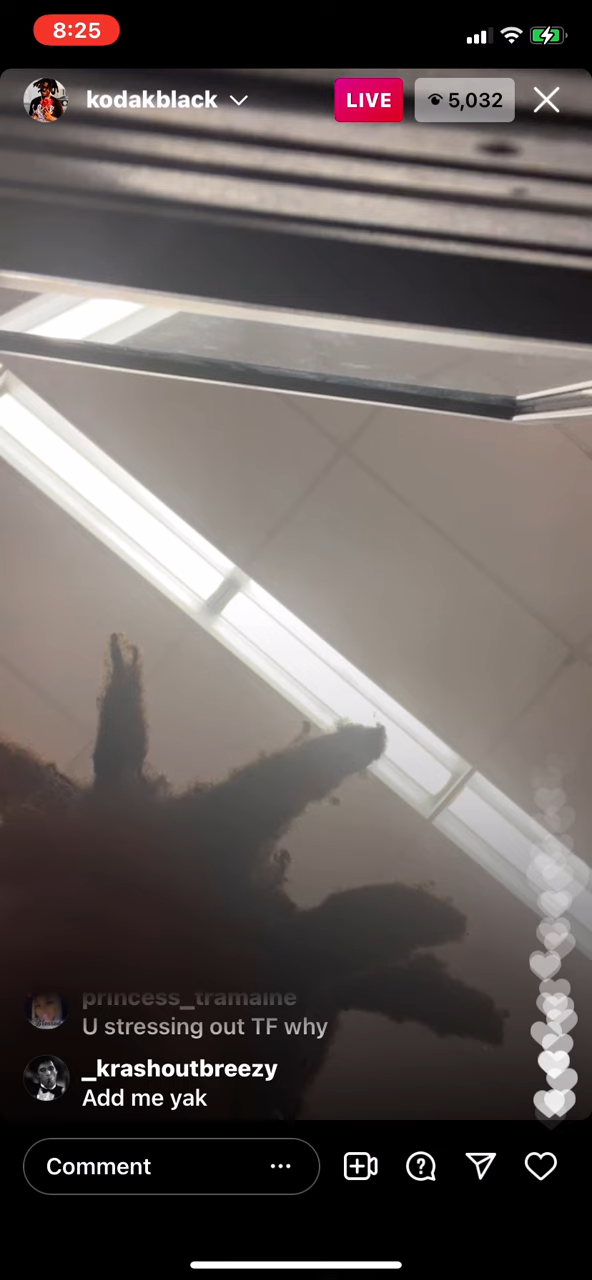 8:25
kodakblack
LIVE
5,032
princess_tramaine
U stressing out TF why
_krashoutbreezy
Add me yak
Comment